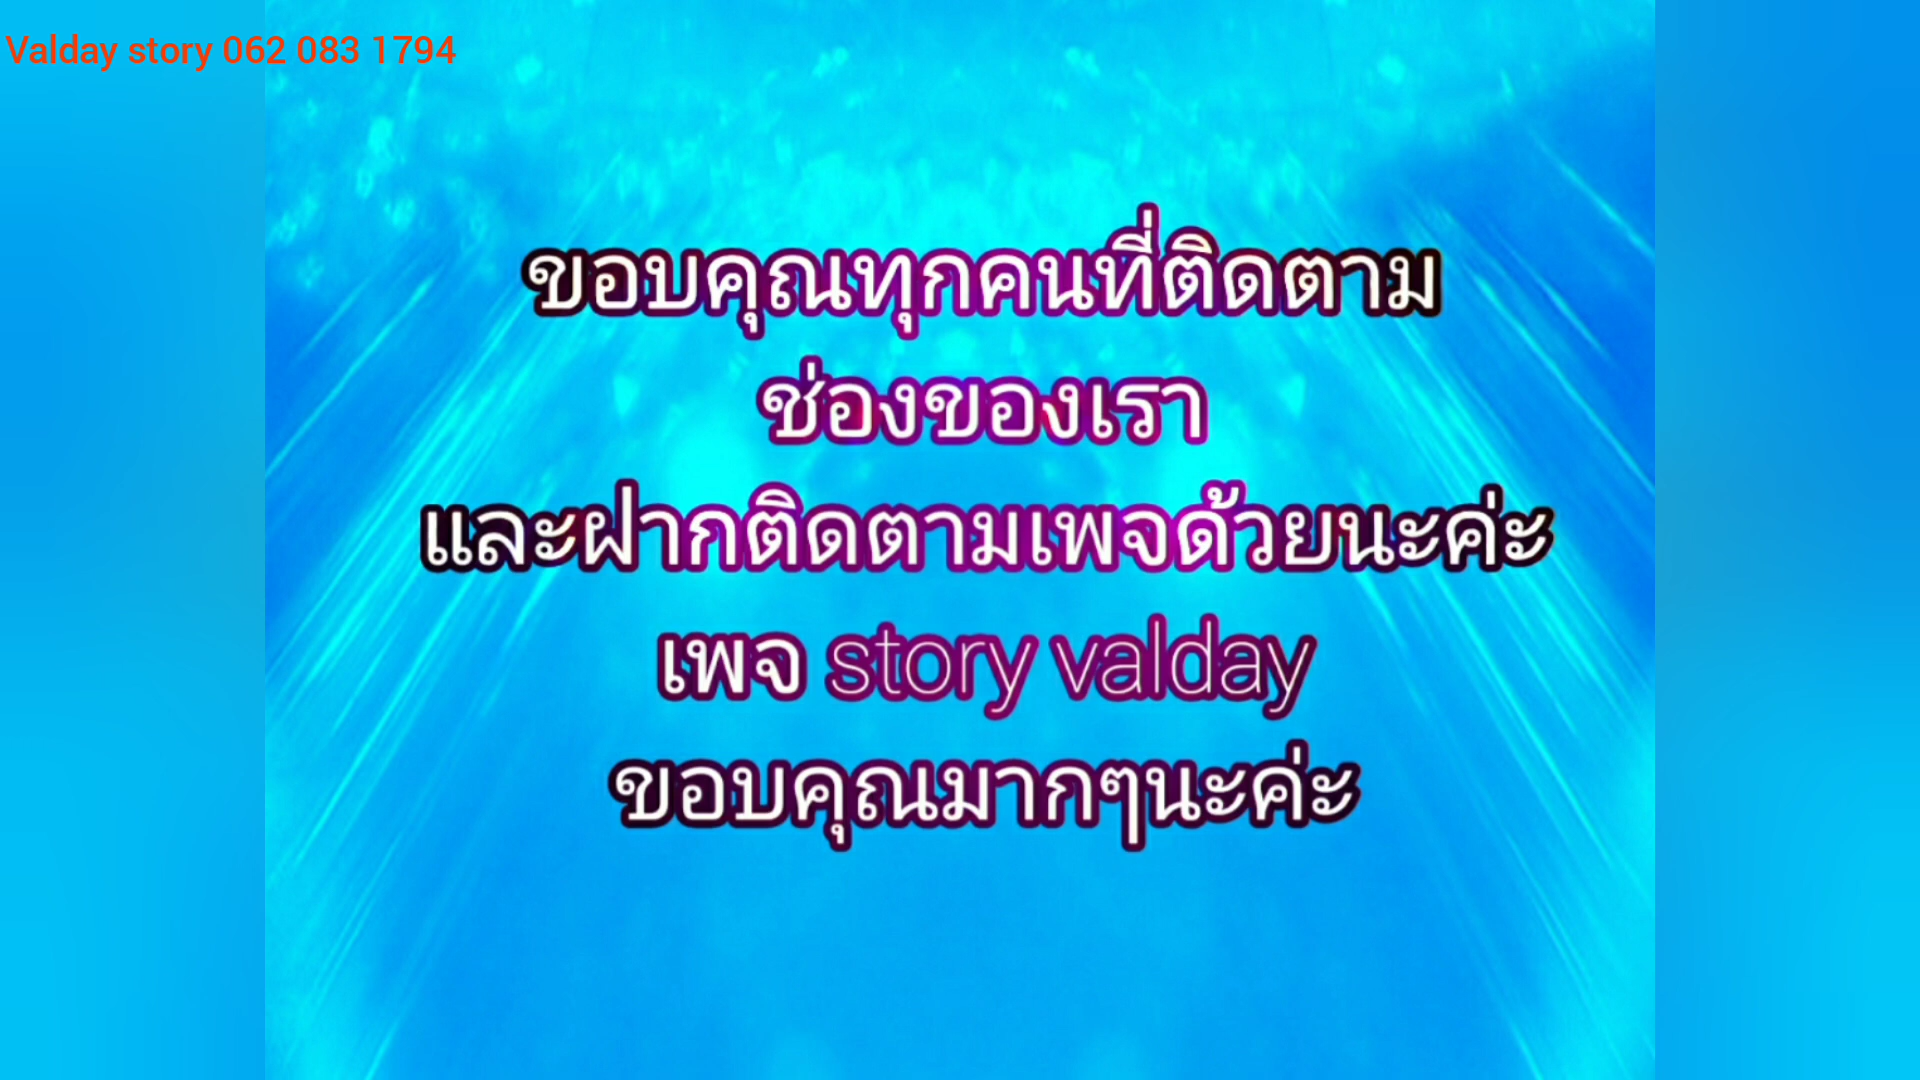 Valday story 062 083 1794
ขอบคุณทุกคนที่ติดตาม
ช่องของเรา
และฝากติดตามเพจด้วยนะค่ะ
เพจ story valday
ขอบคุณมากๆนะค่ะ